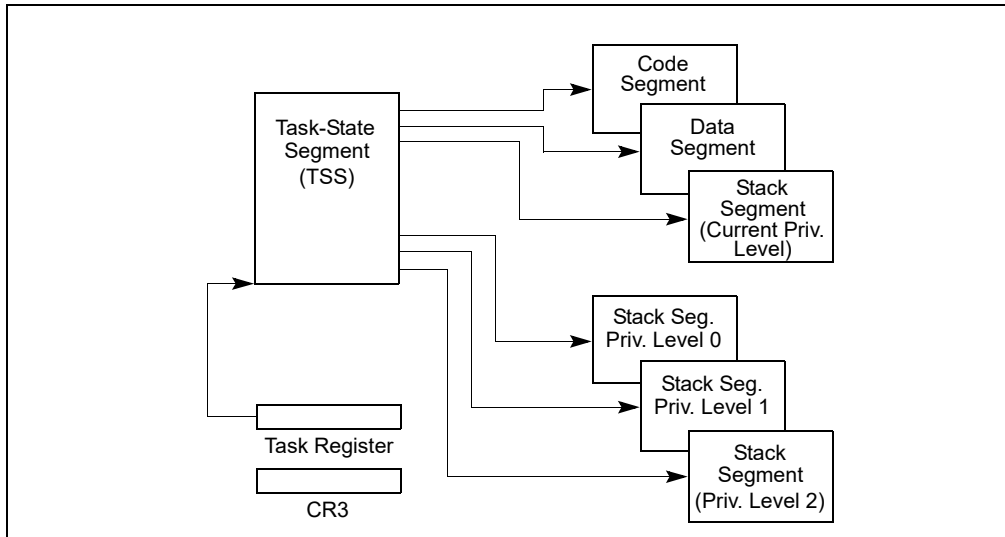 Code
Segment
Task-State
Segment
(TSS)
Data
Segment
Stack
Segment
(Current Priv.
Level)
Stack Seg.
Priv. Level 0
Stack Seg.
Priv. Level 1
Task Register
Stack
Segment
(Priv. Level 2)
CR3